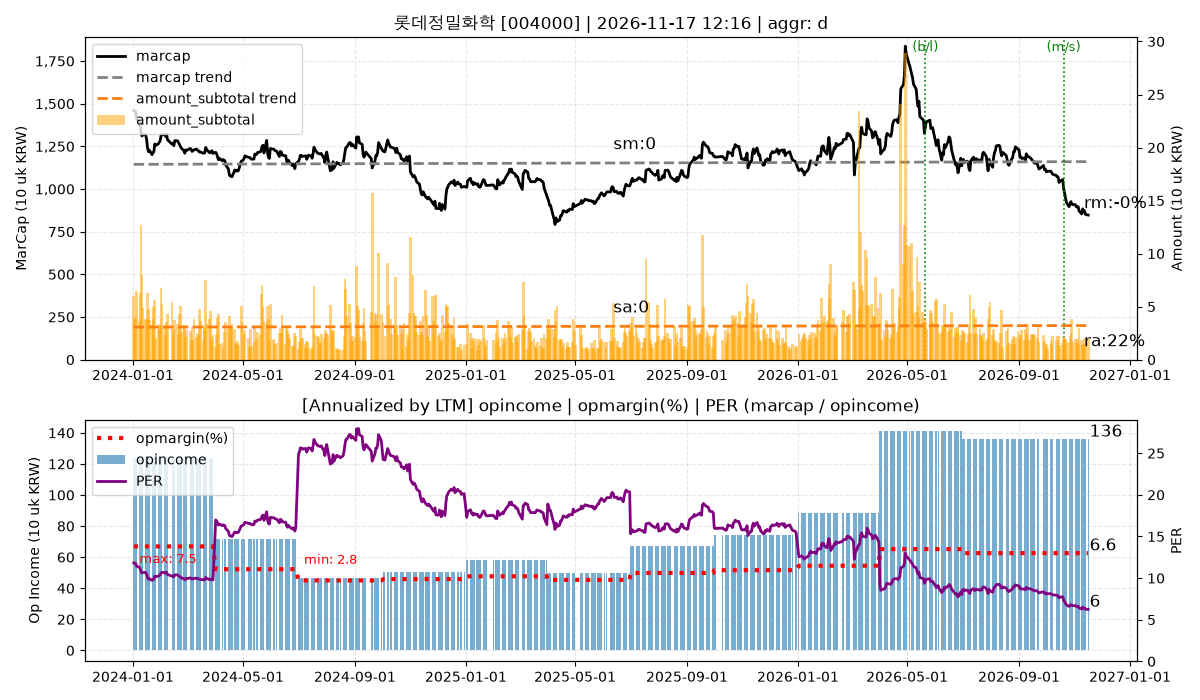 롯데정밀화학 [004000] | 2026-11-17 12:16 | aggr: d
marcap
marcap trend
amount_subtotal trend
amount_subtotal
(b/l)
(m/s)
sm:0
sa:0
rm:-0%
ra:22%
MarCap (10 uk KRW)
1,750
1,500
1,250
1,000
750
500
250
0
Amount (10 uk KRW)
30
25
20
15
10
5
0
2024-01-01 2024-05-01 2024-09-01 2025-01-01 2025-05-01 2025-09-01 2026-01-01 2026-05-01 2026-09-01 2027-01-01
[Annualized by LTM] opincome | opmargin(%) | PER (marcap / opincome)
opmargin(%)
opincome
PER
max: 7.5
min: 2.8
136
6.6
6
Op Income (10 uk KRW)
140
120
100
80
60
40
20
0
PER
25
20
15
10
5
0
2024-01-01 2024-05-01 2024-09-01 2025-01-01 2025-05-01 2025-09-01 2026-01-01 2026-05-01 2026-09-01 2027-01-01